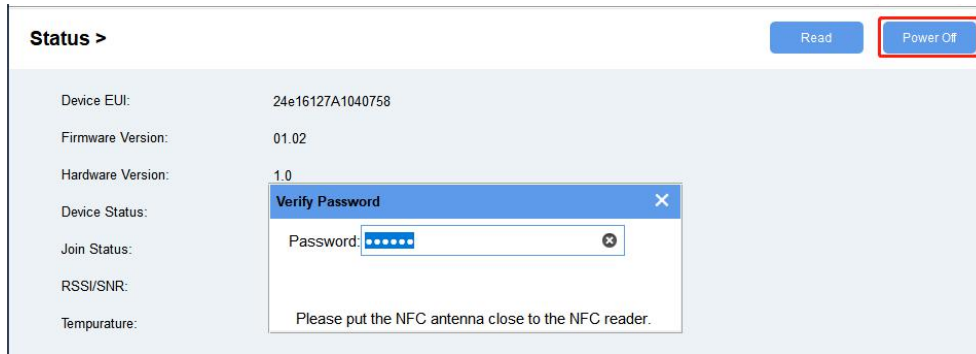 Status >
Read
Power Off
Device EUI: 24e16127A1040758
Firmware Version: 01.02
Hardware Version: 1.0
Verify Password
Device Status:
Password: ••••••
Join Status:
RSSI/SNR:
Please put the NFC antenna close to the NFC reader.
Tempurature: